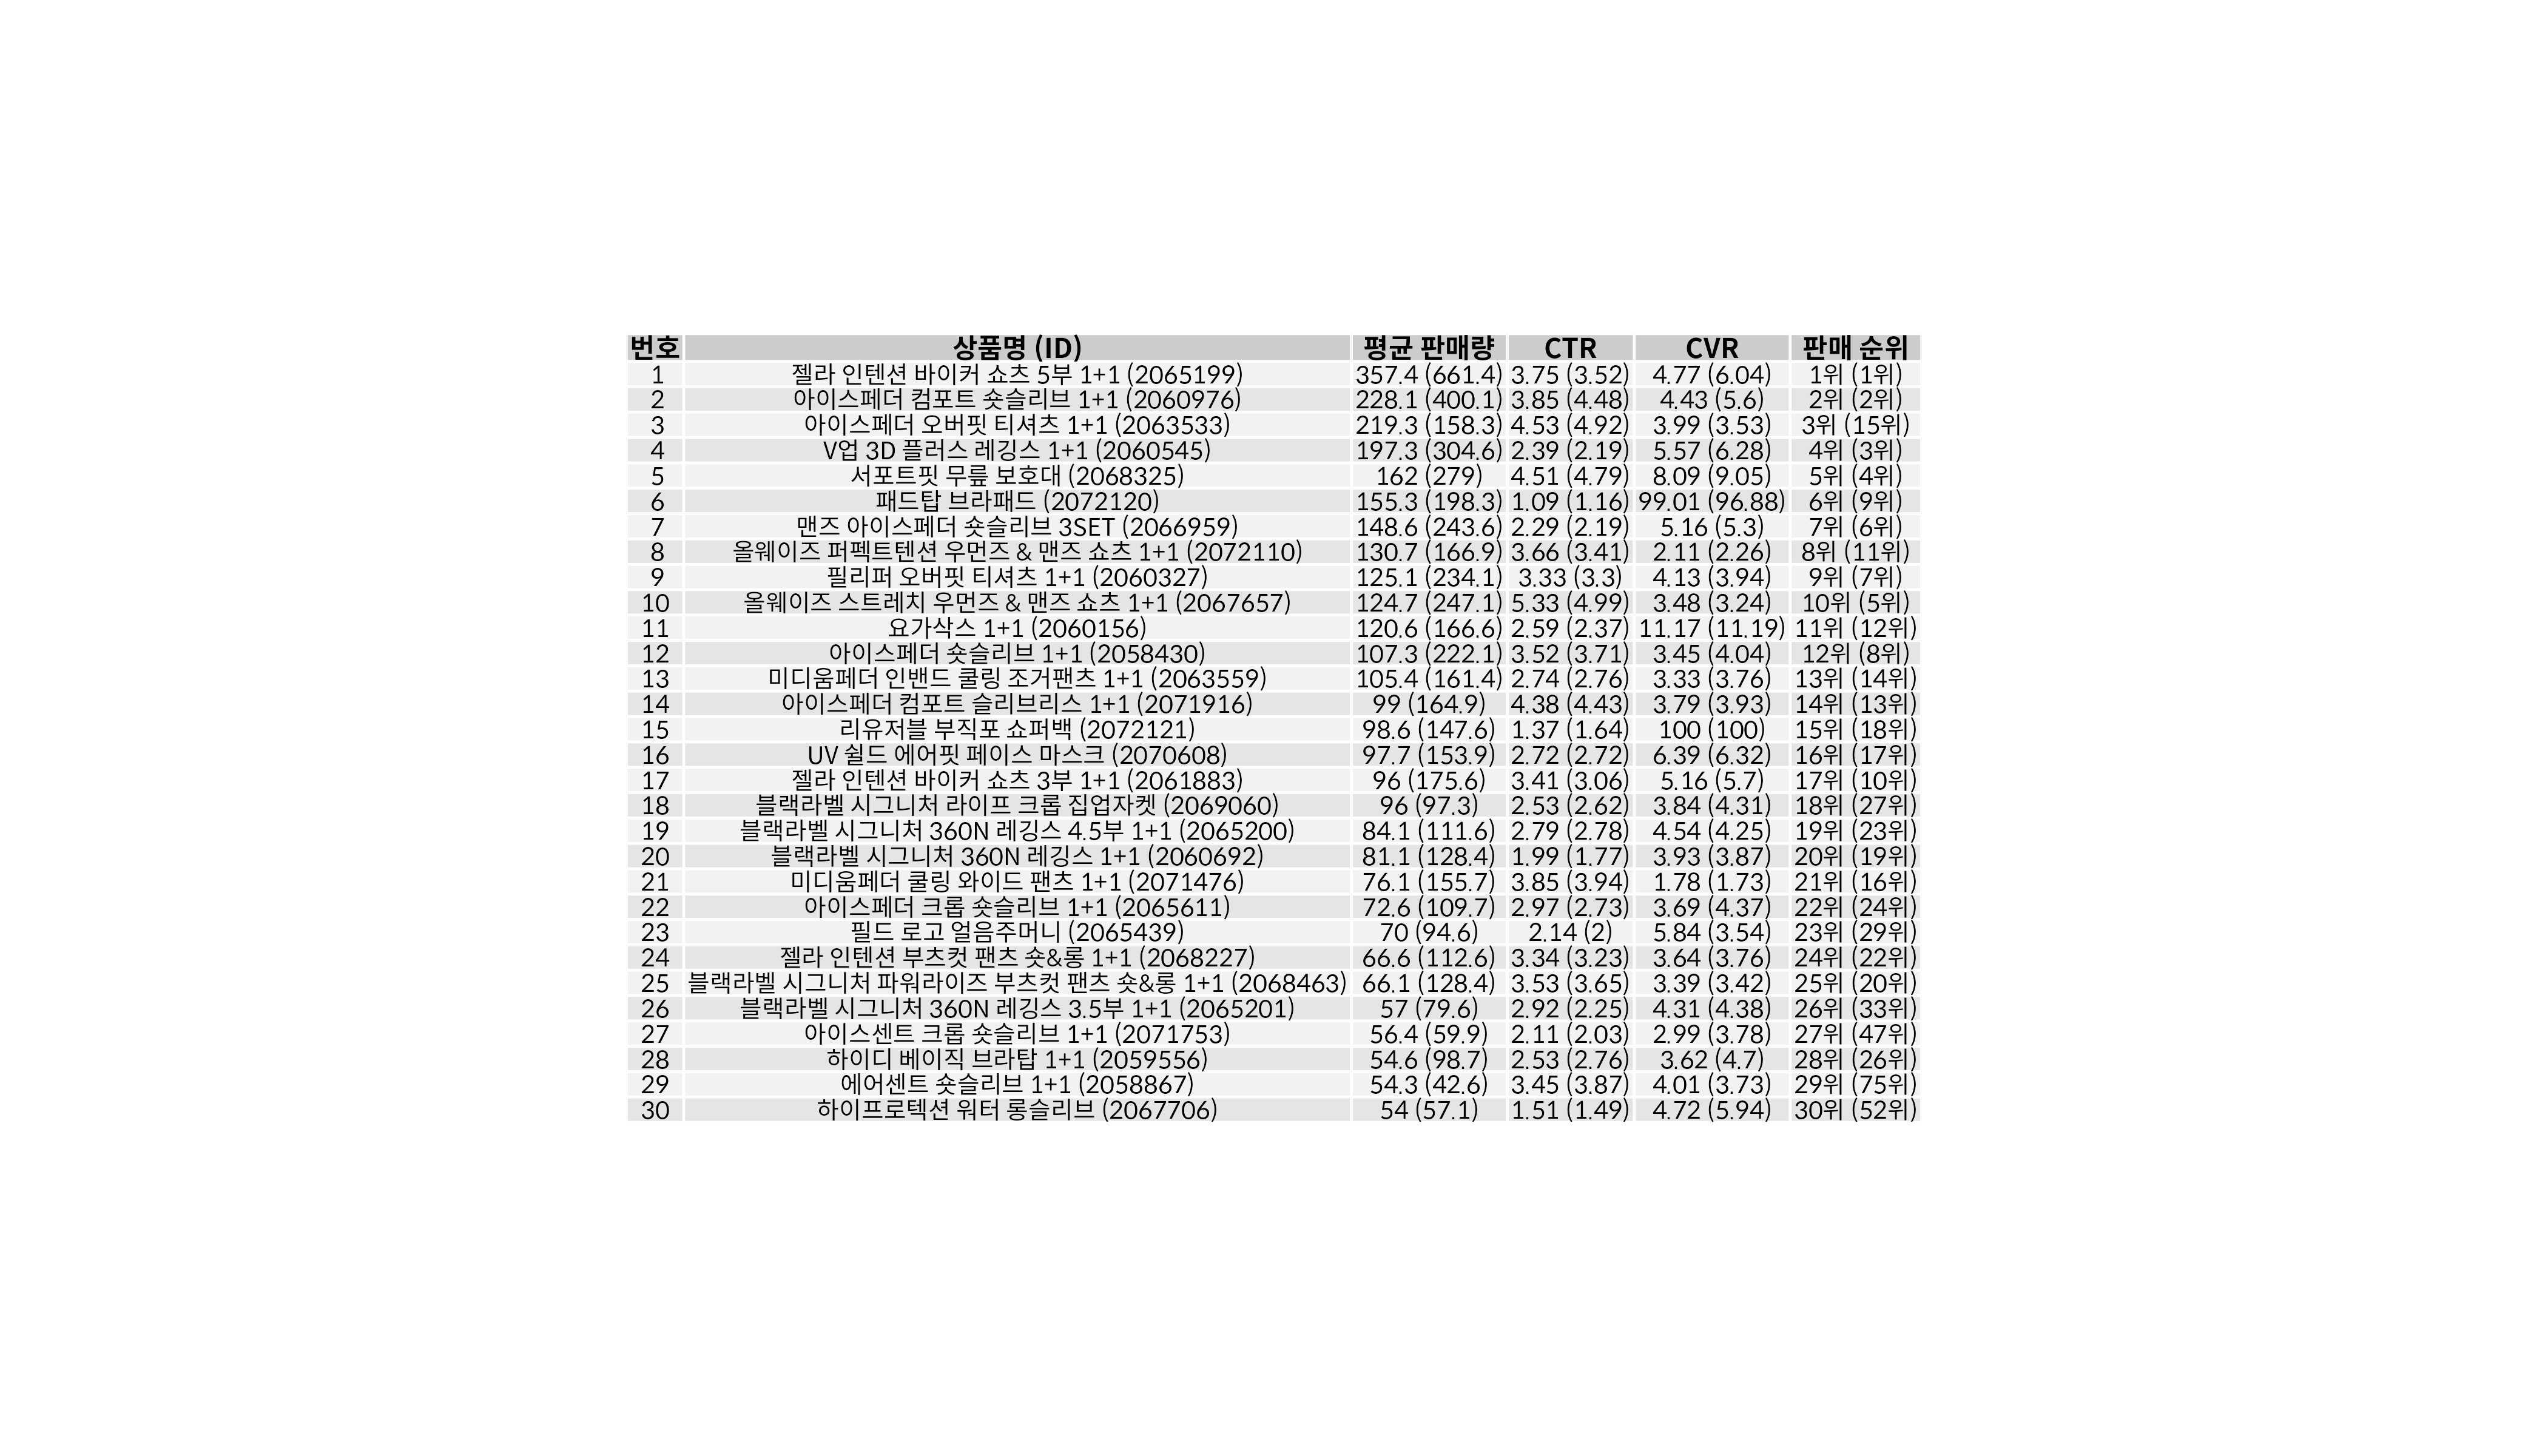 번호 상품명 (ID) 평균 판매량 CTR CVR 판매 순위
1 젤라 인텐션 바이커 쇼츠 5부 1+1 (2065199) 357.4 (661.4) 3.75 (3.52) 4.77 (6.04) 1위 (1위)
2 아이스페더 컴포트 숏슬리브 1+1 (2060976) 228.1 (400.1) 3.85 (4.48) 4.43 (5.6) 2위 (2위)
3 아이스페더 오버핏 티셔츠 1+1 (2063533) 219.3 (158.3) 4.53 (4.92) 3.99 (3.53) 3위 (15위)
4 V업 3D 플러스 레깅스 1+1 (2060545) 197.3 (304.6) 2.39 (2.19) 5.57 (6.28) 4위 (3위)
5 서포트핏 무릎 보호대 (2068325) 162 (279) 4.51 (4.79) 8.09 (9.05) 5위 (4위)
6 패드탑 브라패드 (2072120) 155.3 (198.3) 1.09 (1.16) 99.01 (96.88) 6위 (9위)
7 맨즈 아이스페더 숏슬리브 3SET (2066959) 148.6 (243.6) 2.29 (2.19) 5.16 (5.3) 7위 (6위)
8 올웨이즈 퍼펙트텐션 우먼즈 & 맨즈 쇼츠 1+1 (2072110) 130.7 (166.9) 3.66 (3.41) 2.11 (2.26) 8위 (11위)
9 필리퍼 오버핏 티셔츠 1+1 (2060327) 125.1 (234.1) 3.33 (3.3) 4.13 (3.94) 9위 (7위)
10 올웨이즈 스트레치 우먼즈 & 맨즈 쇼츠 1+1 (2067657) 124.7 (247.1) 5.33 (4.99) 3.48 (3.24) 10위 (5위)
11 요가삭스 1+1 (2060156) 120.6 (166.6) 2.59 (2.37) 11.17 (11.19) 11위 (12위)
12 아이스페더 숏슬리브 1+1 (2058430) 107.3 (222.1) 3.52 (3.71) 3.45 (4.04) 12위 (8위)
13 미디움페더 인밴드 쿨링 조거팬츠 1+1 (2063559) 105.4 (161.4) 2.74 (2.76) 3.33 (3.76) 13위 (14위)
14 아이스페더 컴포트 슬리브리스 1+1 (2071916) 99 (164.9) 4.38 (4.43) 3.79 (3.93) 14위 (13위)
15 리유저블 부직포 쇼퍼백 (2072121) 98.6 (147.6) 1.37 (1.64) 100 (100) 15위 (18위)
16 UV 쉴드 에어핏 페이스 마스크 (2070608) 97.7 (153.9) 2.72 (2.72) 6.39 (6.32) 16위 (17위)
17 젤라 인텐션 바이커 쇼츠 3부 1+1 (2061883) 96 (175.6) 3.41 (3.06) 5.16 (5.7) 17위 (10위)
18 블랙라벨 시그니처 라이프 크롭 집업자켓 (2069060) 96 (97.3) 2.53 (2.62) 3.84 (4.31) 18위 (27위)
19 블랙라벨 시그니처 360N 레깅스 4.5부 1+1 (2065200) 84.1 (111.6) 2.79 (2.78) 4.54 (4.25) 19위 (23위)
20 블랙라벨 시그니처 360N 레깅스 1+1 (2060692) 81.1 (128.4) 1.99 (1.77) 3.93 (3.87) 20위 (19위)
21 미디움페더 쿨링 와이드 팬츠 1+1 (2071476) 76.1 (155.7) 3.85 (3.94) 1.78 (1.73) 21위 (16위)
22 아이스페더 크롭 숏슬리브 1+1 (2065611) 72.6 (109.7) 2.97 (2.73) 3.69 (4.37) 22위 (24위)
23 필드 로고 얼음주머니 (2065439) 70 (94.6) 2.14 (2) 5.84 (3.54) 23위 (29위)
24 젤라 인텐션 부츠컷 팬츠 숏&롱 1+1 (2068227) 66.6 (112.6) 3.34 (3.23) 3.64 (3.76) 24위 (22위)
25 블랙라벨 시그니처 파워라이즈 부츠컷 팬츠 숏&롱 1+1 (2068463) 66.1 (128.4) 3.53 (3.65) 3.39 (3.42) 25위 (20위)
26 블랙라벨 시그니처 360N 레깅스 3.5부 1+1 (2065201) 57 (79.6) 2.92 (2.25) 4.31 (4.38) 26위 (33위)
27 아이스센트 크롭 숏슬리브 1+1 (2071753) 56.4 (59.9) 2.11 (2.03) 2.99 (3.78) 27위 (47위)
28 하이디 베이직 브라탑 1+1 (2059556) 54.6 (98.7) 2.53 (2.76) 3.62 (4.7) 28위 (26위)
29 에어센트 숏슬리브 1+1 (2058867) 54.3 (42.6) 3.45 (3.87) 4.01 (3.73) 29위 (75위)
30 하이프로텍션 워터 롱슬리브 (2067706) 54 (57.1) 1.51 (1.49) 4.72 (5.94) 30위 (52위)